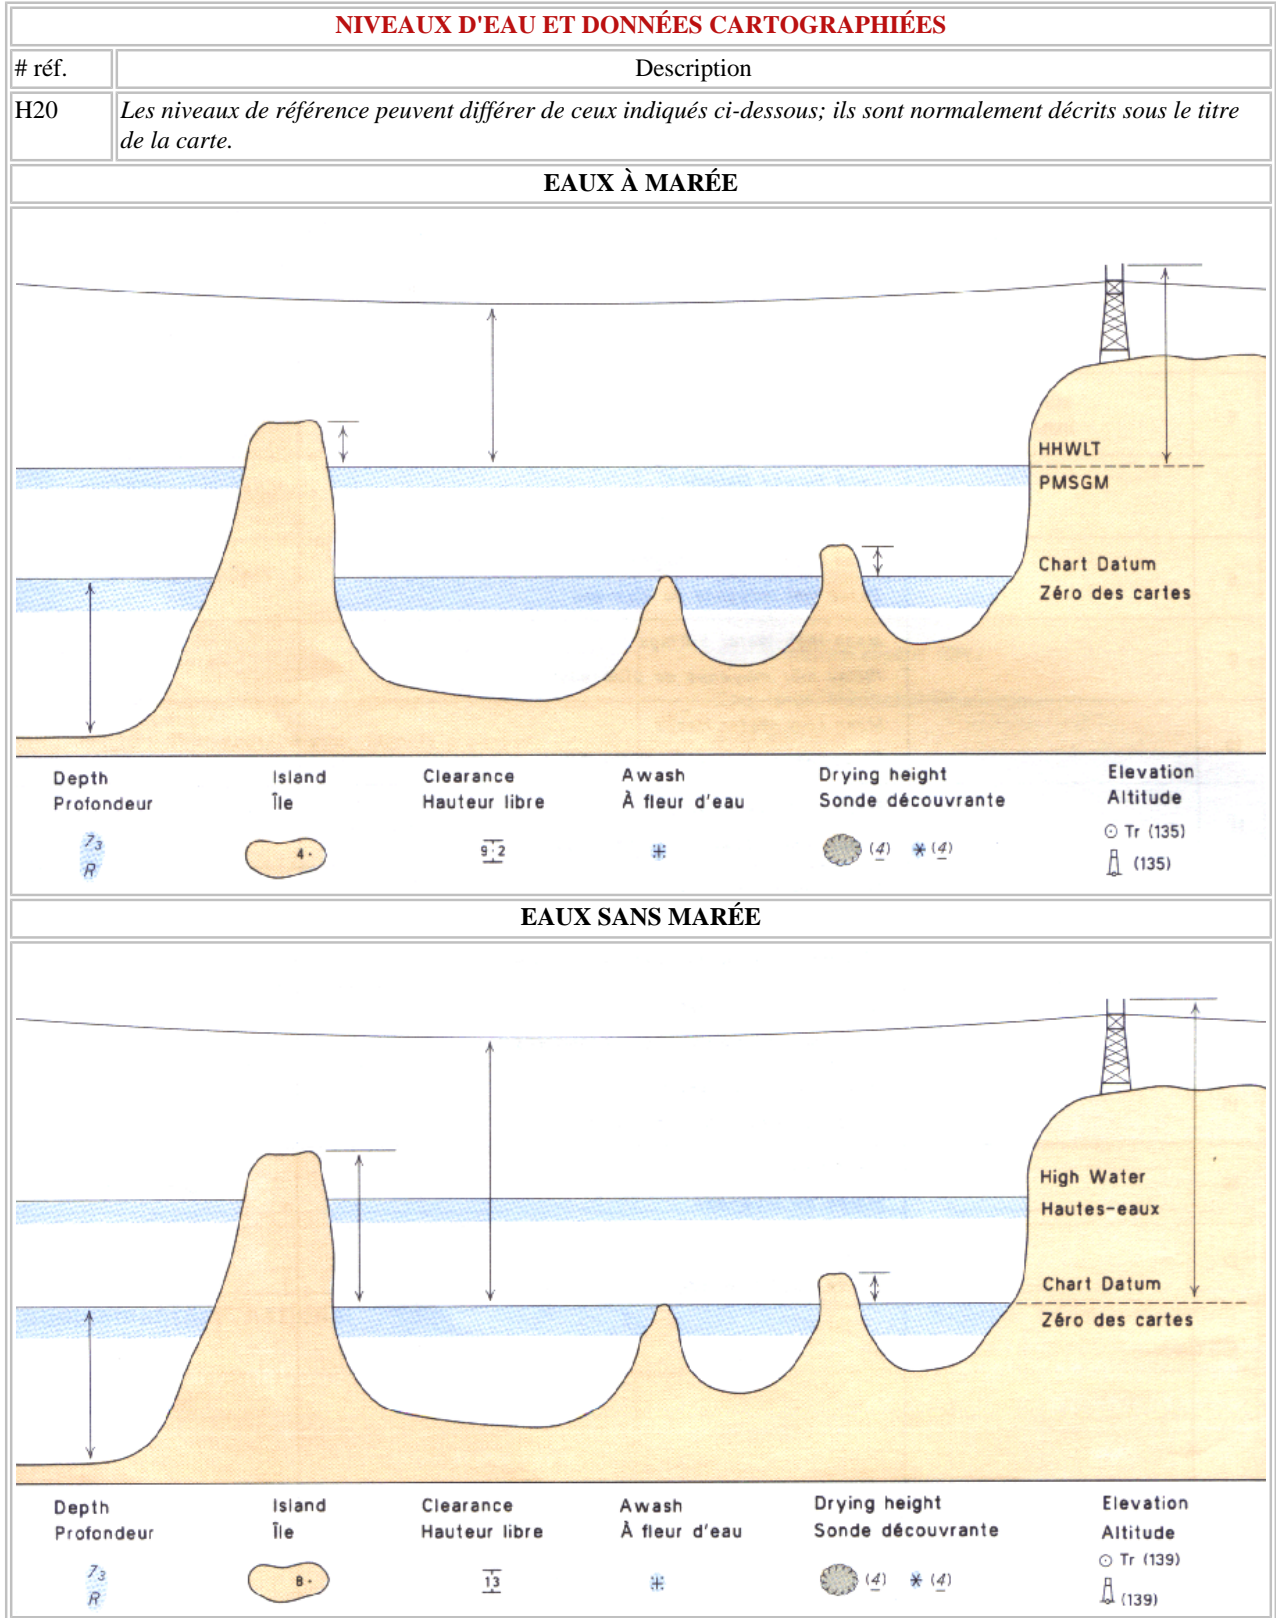 NIVEAUX D'EAU ET DONNÉES CARTOGRAPHIÉES
# réf. Description
H20 Les niveaux de référence peuvent différer de ceux indiqués ci-dessous; ils sont normalement décrits sous le titre
de la carte.
EAUX À MARÉE
HHWLT
PMSGM
Chart Datum
Zéro des cartes
Depth Island Clearance Awash Drying height Elevation
Profondeur Île Hauteur libre À fleur d'eau Sonde découvrante Altitude
7₃ 4 9·2 (4) (4) Tr (135)
R (135)
EAUX SANS MARÉE
High Water
Hautes-eaux
Chart Datum
Zéro des cartes
Depth Island Clearance Awash Drying height Elevation
Profondeur Île Hauteur libre À fleur d'eau Sonde découvrante Altitude
7₃ 8 13 (4) (4) Tr (139)
R (139)